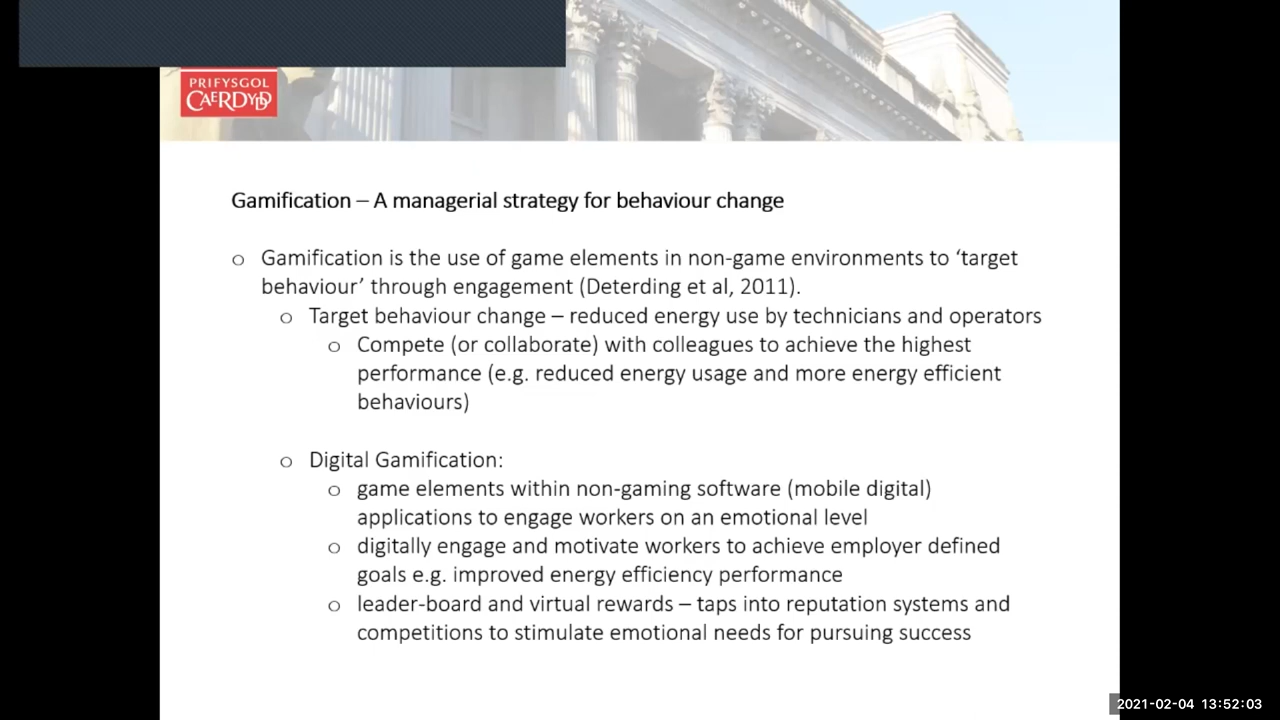 PRIFYSGOL
CAERDYDD
Gamification – A managerial strategy for behaviour change
o Gamification is the use of game elements in non-game environments to ‘target
behaviour’ through engagement (Deterding et al, 2011).
o Target behaviour change – reduced energy use by technicians and operators
o Compete (or collaborate) with colleagues to achieve the highest
performance (e.g. reduced energy usage and more energy efficient
behaviours)
o Digital Gamification:
o game elements within non-gaming software (mobile digital)
applications to engage workers on an emotional level
o digitally engage and motivate workers to achieve employer defined
goals e.g. improved energy efficiency performance
o leader-board and virtual rewards – taps into reputation systems and
competitions to stimulate emotional needs for pursuing success
2021-02-04 13:52:03